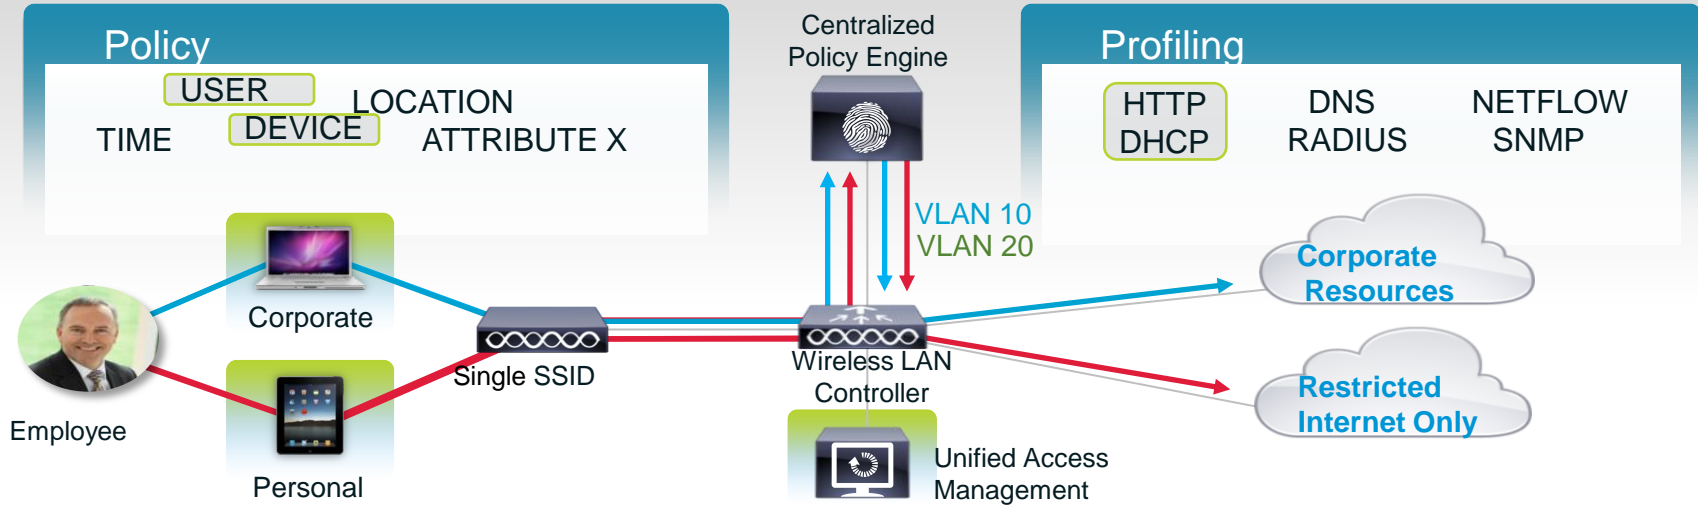 Policy
USER
LOCATION
DEVICE
TIME
ATTRIBUTE X
Centralized
Policy Engine
Profiling
HTTP
DHCP
DNS
RADIUS
NETFLOW
SNMP
VLAN 10
VLAN 20
Corporate
Personal
Employee
Single SSID
Wireless LAN
Controller
Unified Access
Management
Corporate
Resources
Restricted
Internet Only